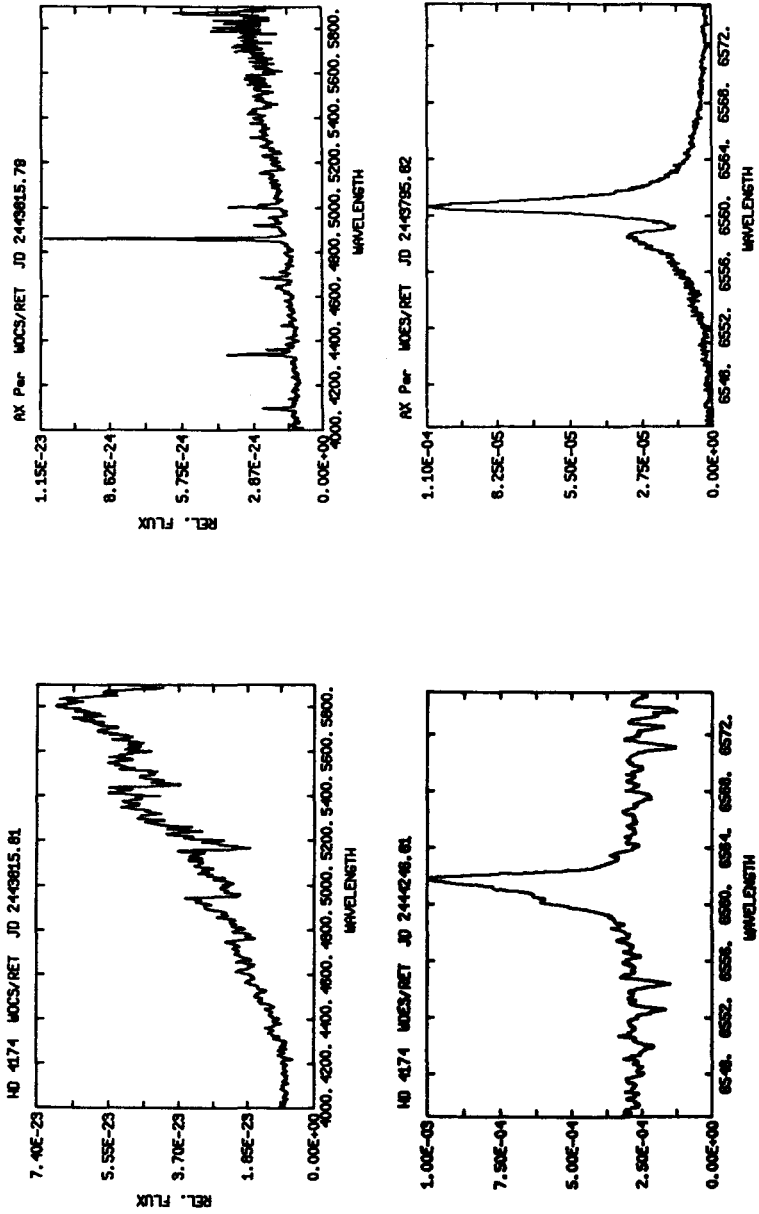 HD 4174 WOCS/RET JD 2443815.81
7.40E-23
5.55E-23
3.70E-23
1.85E-23
0.00E+00
REL. FLUX
4000. 4200. 4400. 4600. 4800. 5000. 5200. 5400. 5600. 5800.
WAVELENGTH
AX Per WOCS/RET JD 2443815.79
1.15E-23
8.62E-24
5.75E-24
2.87E-24
0.00E+00
REL. FLUX
4000. 4200. 4400. 4600. 4800. 5000. 5200. 5400. 5600. 5800.
WAVELENGTH
HD 4174 WOES/RET JD 2444246.61
1.00E-03
7.50E-04
5.00E-04
2.50E-04
0.00E+00
6548. 6552. 6556. 6560. 6564. 6568. 6572.
WAVELENGTH
AX Per WOES/RET JD 2443795.82
1.10E-04
8.25E-05
5.50E-05
2.75E-05
0.00E+00
6548. 6552. 6556. 6560. 6564. 6568. 6572.
WAVELENGTH